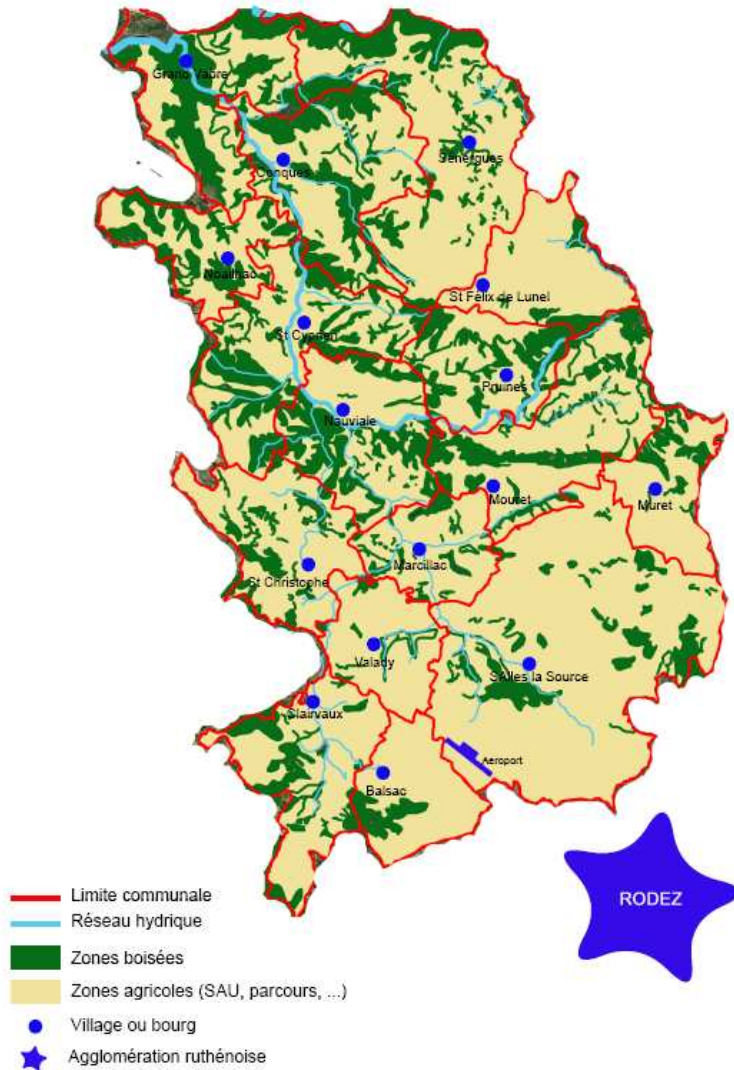 Grand Vabre
Sénergues
Conques
Noailhac
St Félix de Lunel
St Cyprien
Pruines
Nauviale
Mouret
Muret
Marcillac
St Christophe
Valady
SAlles la Source
Clairvaux
Aeroport
Balsac
RODEZ
Limite communale
Réseau hydrique
Zones boisées
Zones agricoles (SAU, parcours, ...)
Village ou bourg
Agglomération ruthénoise